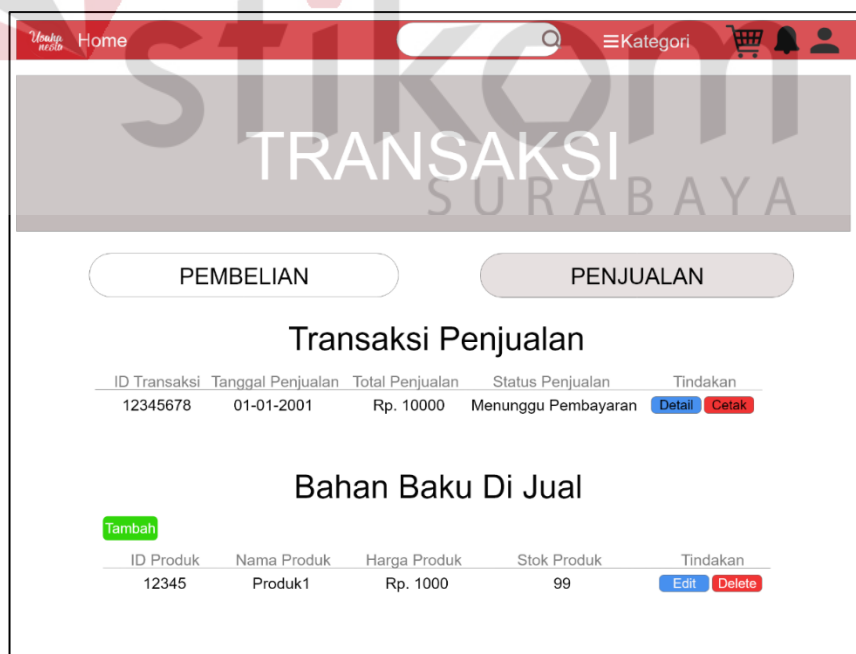 Home Kategori
stikom
SURABAYA
TRANSAKSI
PEMBELIAN PENJUALAN
Transaksi Penjualan
ID Transaksi Tanggal Penjualan Total Penjualan Status Penjualan Tindakan
12345678 01-01-2001 Rp. 10000 Menunggu Pembayaran Detail Cetak
Bahan Baku Di Jual
Tambah
ID Produk Nama Produk Harga Produk Stok Produk Tindakan
12345 Produk1 Rp. 1000 99 Edit Delete